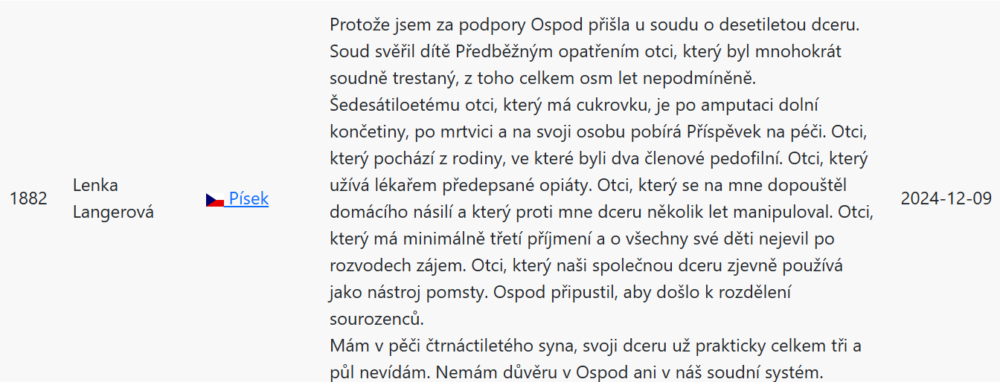 Protože jsem za podpory Ospod přišla u soudu o desetiletou dceru.
Soud svěřil dítě Předběžným opatřením otci, který byl mnohokrát
soudně trestaný, z toho celkem osm let nepodmíněně.
Šedesátiloetému otci, který má cukrovku, je po amputaci dolní
končetiny, po mrtvici a na svoji osobu pobírá Příspěvek na péči. Otci,
který pochází z rodiny, ve které byli dva členové pedofilní. Otci, který
užívá lékařem předepsané opiáty. Otci, který se na mne dopouštěl
domácího násilí a který proti mne dceru několik let manipuloval. Otci,
který má minimálně třetí příjmení a o všechny své děti nejevil po
rozvodech zájem. Otci, který naši společnou dceru zjevně používá
jako nástroj pomsty. Ospod připustil, aby došlo k rozdělení
sourozenců.
Mám v péči čtrnáctiletého syna, svoji dceru už prakticky celkem tři a
půl nevídám. Nemám důvěru v Ospod ani v náš soudní systém.
1882
Lenka
Langerová
Písek
2024-12-09